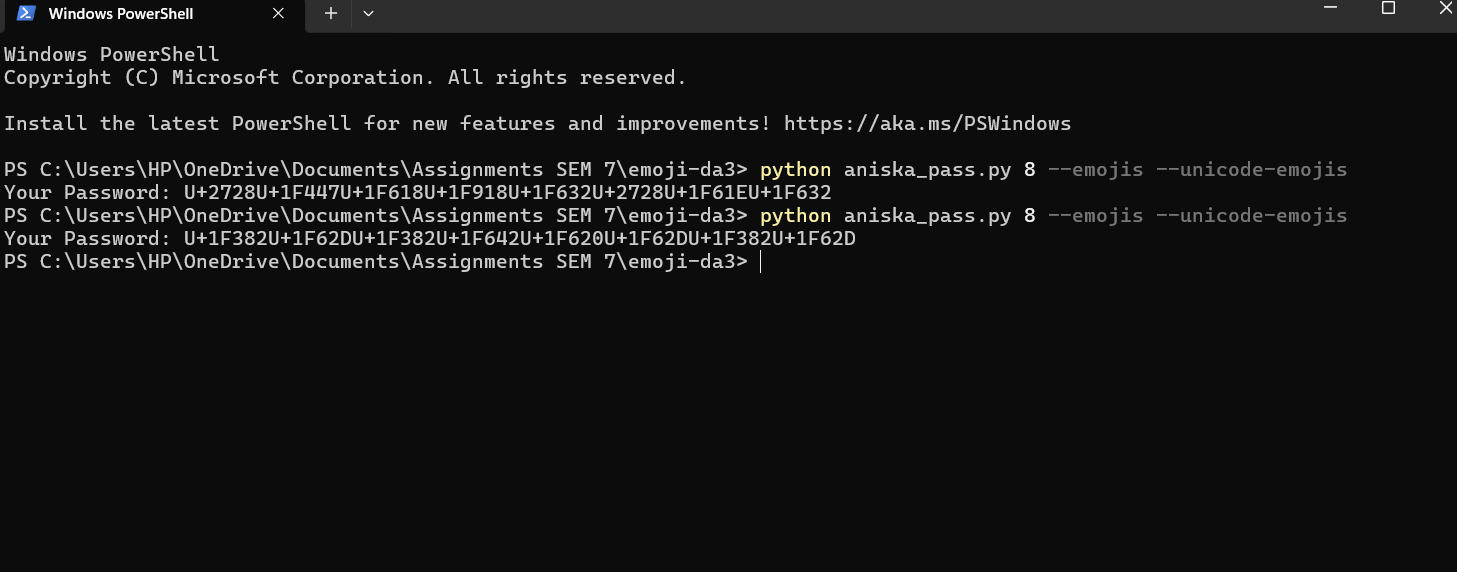 Windows PowerShell
Windows PowerShell
Copyright (C) Microsoft Corporation. All rights reserved.
Install the latest PowerShell for new features and improvements! https://aka.ms/PSWindows
PS C:\Users\HP\OneDrive\Documents\Assignments SEM 7\emoji-da3> python aniska_pass.py 8 --emojis --unicode-emojis
Your Password: U+2728U+1F447U+1F618U+1F918U+1F632U+2728U+1F61EU+1F632
PS C:\Users\HP\OneDrive\Documents\Assignments SEM 7\emoji-da3> python aniska_pass.py 8 --emojis --unicode-emojis
Your Password: U+1F382U+1F62DU+1F382U+1F642U+1F620U+1F62DU+1F382U+1F62D
PS C:\Users\HP\OneDrive\Documents\Assignments SEM 7\emoji-da3>